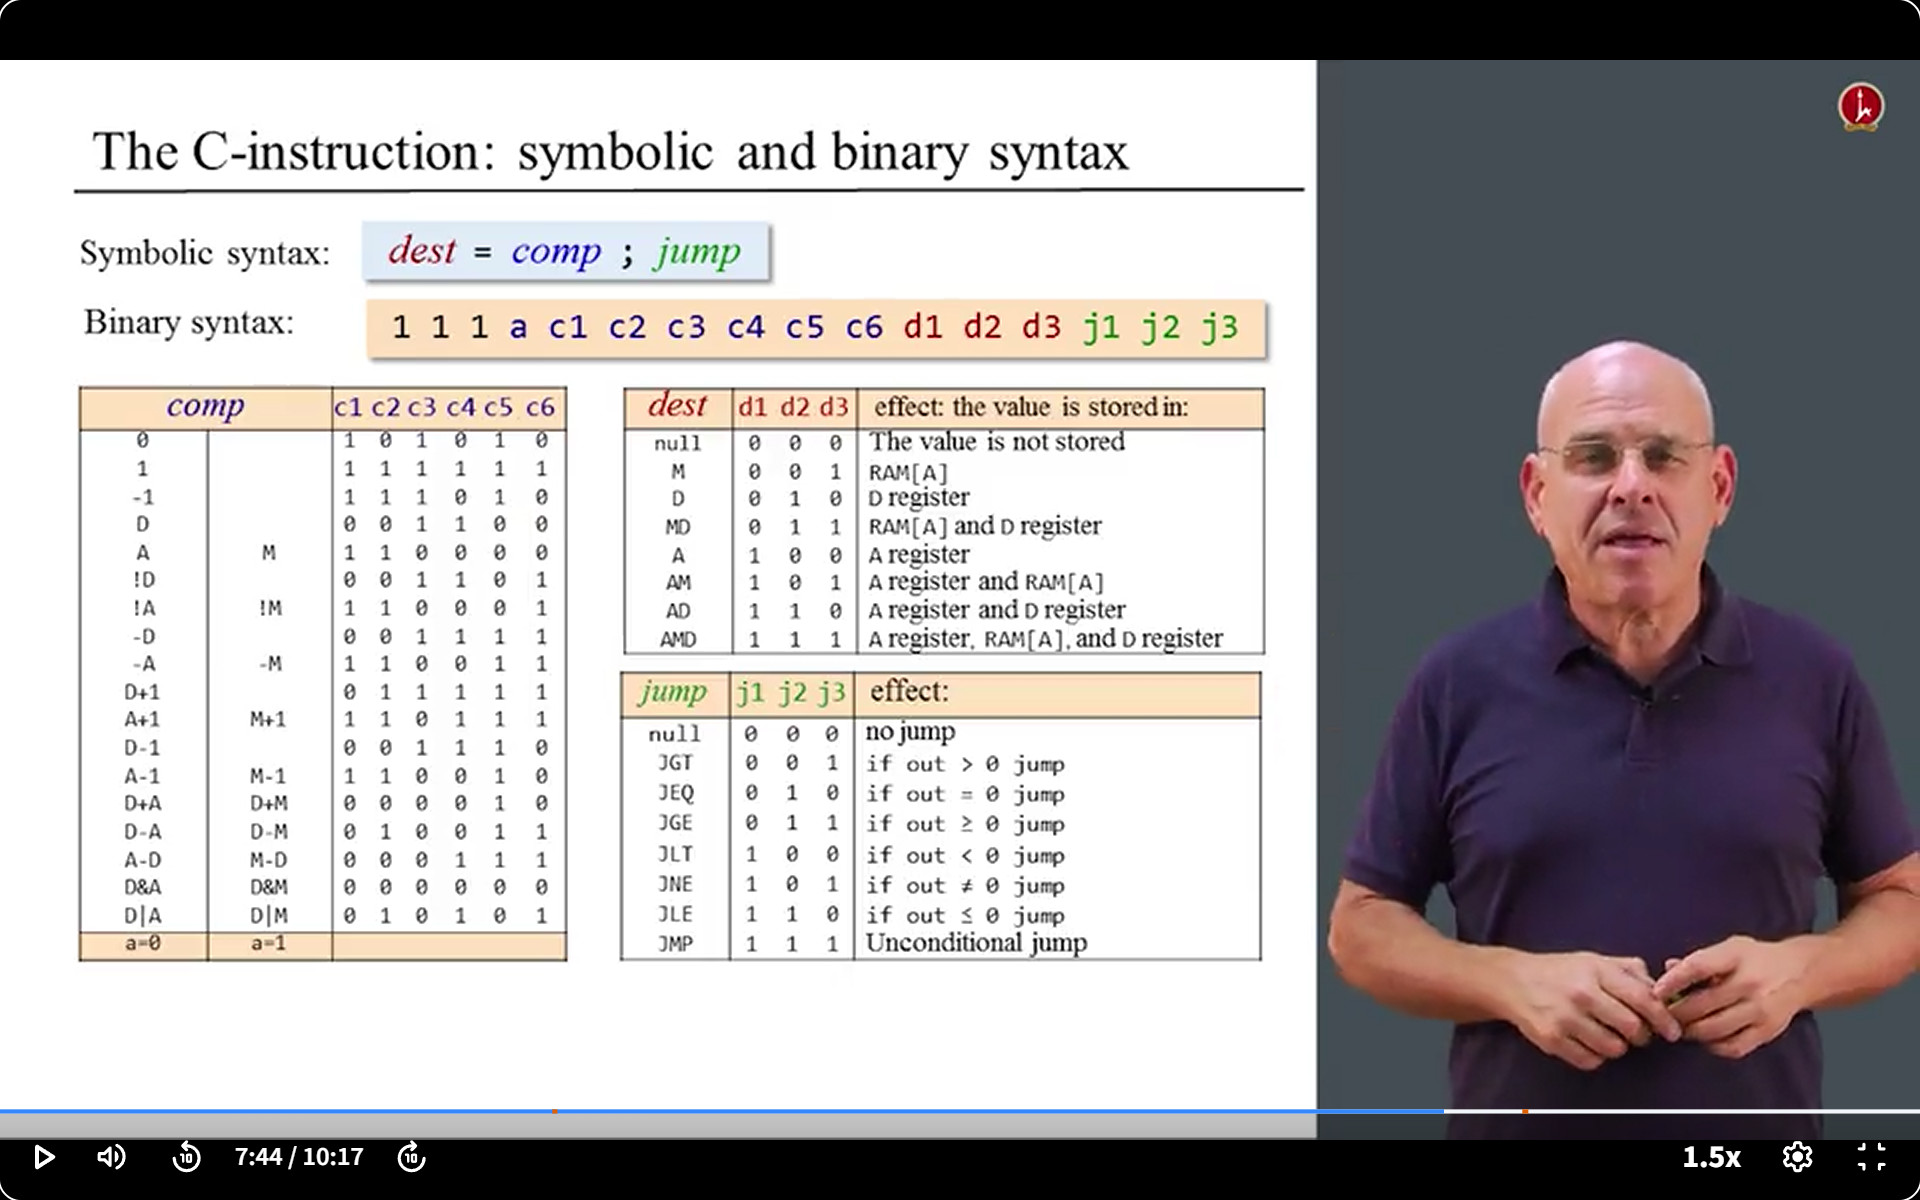 The C-instruction: symbolic and binary syntax
Symbolic syntax: dest = comp ; jump
Binary syntax: 1 1 1 a c1 c2 c3 c4 c5 c6 d1 d2 d3 j1 j2 j3
comp c1 c2 c3 c4 c5 c6
0 1 0 1 0 1 0
1 1 1 1 1 1 1
-1 1 1 1 0 1 0
D 0 0 1 1 0 0
A M 1 1 0 0 0 0
!D 0 0 1 1 0 1
!A !M 1 1 0 0 0 1
-D 0 0 1 1 1 1
-A -M 1 1 0 0 1 1
D+1 0 1 1 1 1 1
A+1 M+1 1 1 0 1 1 1
D-1 0 0 1 1 1 0
A-1 M-1 1 1 0 0 1 0
D+A D+M 0 0 0 0 1 0
D-A D-M 0 1 0 0 1 1
A-D M-D 0 0 0 1 1 1
D&A D&M 0 0 0 0 0 0
D|A D|M 0 1 0 1 0 1
a=0 a=1
dest d1 d2 d3 effect: the value is stored in:
null 0 0 0 The value is not stored
M 0 0 1 RAM[A]
D 0 1 0 D register
MD 0 1 1 RAM[A] and D register
A 1 0 0 A register
AM 1 0 1 A register and RAM[A]
AD 1 1 0 A register and D register
AMD 1 1 1 A register, RAM[A], and D register
jump j1 j2 j3 effect:
null 0 0 0 no jump
JGT 0 0 1 if out > 0 jump
JEQ 0 1 0 if out = 0 jump
JGE 0 1 1 if out ≥ 0 jump
JLT 1 0 0 if out < 0 jump
JNE 1 0 1 if out ≠ 0 jump
JLE 1 1 0 if out ≤ 0 jump
JMP 1 1 1 Unconditional jump
10 7:44 / 10:17 10 1.5x